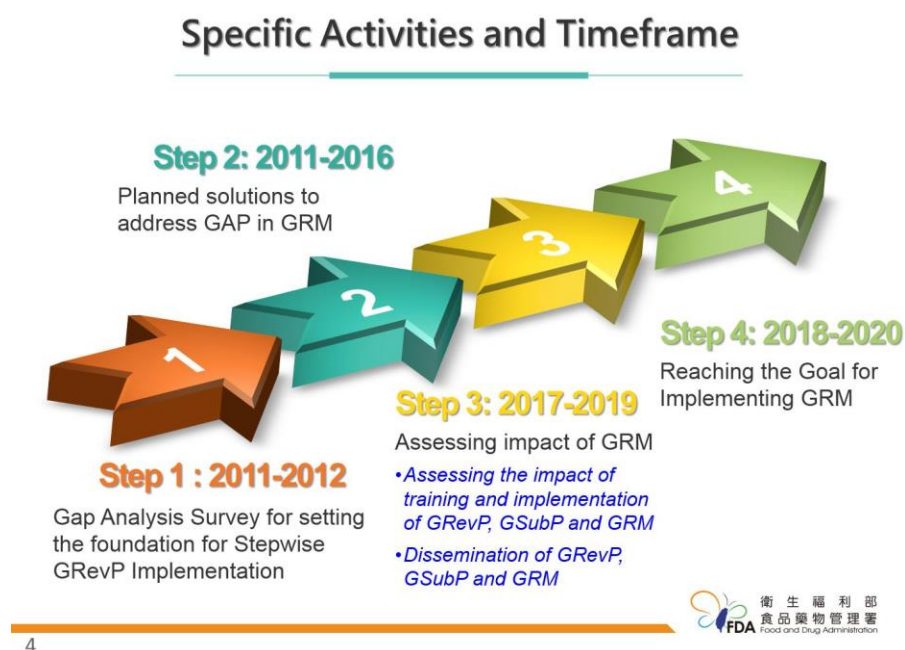 Specific Activities and Timeframe
Step 2: 2011-2016
Planned solutions to
address GAP in GRM
1
2
3
4
Step 1 : 2011-2012
Gap Analysis Survey for setting
the foundation for Stepwise
GRevP Implementation
Step 3: 2017-2019
Assessing impact of GRM
•Assessing the impact of
training and implementation
of GRevP, GSubP and GRM
•Dissemination of GRevP,
GSubP and GRM
Step 4: 2018-2020
Reaching the Goal for
Implementing GRM
FDA
衛生福利部
食品藥物管理署
Food and Drug Administration
4